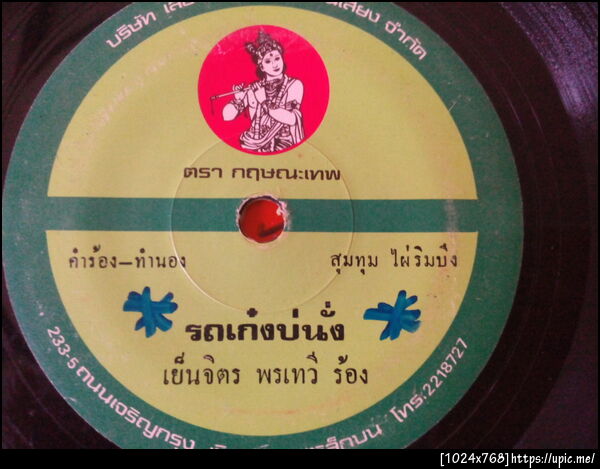 บริษัท เสียง จำกัด
ตรา กฤษณะเทพ
คำร้อง-ทำนอง สุมทุม ไผ่ริมบึง
รถเก๋งบ่นั่ง
เย็นจิตร พรเทวี ร้อง
233-5 ถนนเจริญกรุง โทร. 2218727
[1024x768]https://upic.me/